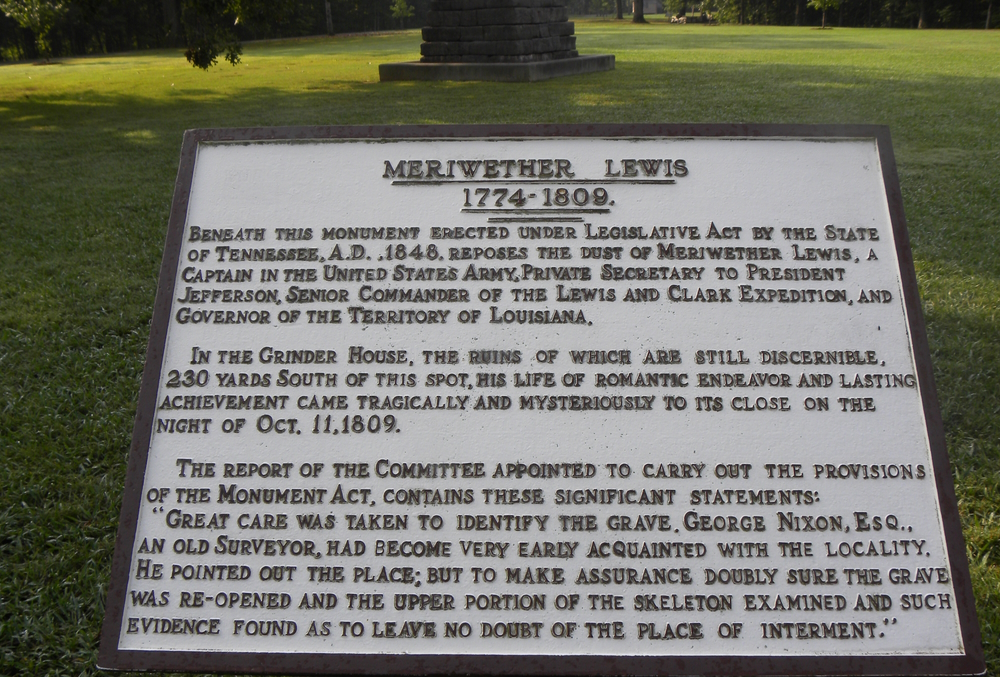 MERIWETHER LEWIS
1774-1809.
BENEATH THIS MONUMENT ERECTED UNDER LEGISLATIVE ACT BY THE STATE
OF TENNESSEE, A.D. ,1848, REPOSES THE DUST OF MERIWETHER LEWIS, A
CAPTAIN IN THE UNITED STATES ARMY, PRIVATE SECRETARY TO PRESIDENT
JEFFERSON, SENIOR COMMANDER OF THE LEWIS AND CLARK EXPEDITION, AND
GOVERNOR OF THE TERRITORY OF LOUISIANA.
IN THE GRINDER HOUSE, THE RUINS OF WHICH ARE STILL DISCERNIBLE,
230 YARDS SOUTH OF THIS SPOT, HIS LIFE OF ROMANTIC ENDEAVOR AND LASTING
ACHIEVEMENT CAME TRAGICALLY AND MYSTERIOUSLY TO ITS CLOSE ON THE
NIGHT OF OCT. 11,1809.
THE REPORT OF THE COMMITTEE APPOINTED TO CARRY OUT THE PROVISIONS
OF THE MONUMENT ACT, CONTAINS THESE SIGNIFICANT STATEMENTS:
"GREAT CARE WAS TAKEN TO IDENTIFY THE GRAVE. GEORGE NIXON, ESQ.,
AN OLD SURVEYOR, HAD BECOME VERY EARLY ACQUAINTED WITH THE LOCALITY.
HE POINTED OUT THE PLACE; BUT TO MAKE ASSURANCE DOUBLY SURE THE GRAVE
WAS RE-OPENED AND THE UPPER PORTION OF THE SKELETON EXAMINED AND SUCH
EVIDENCE FOUND AS TO LEAVE NO DOUBT OF THE PLACE OF INTERMENT."